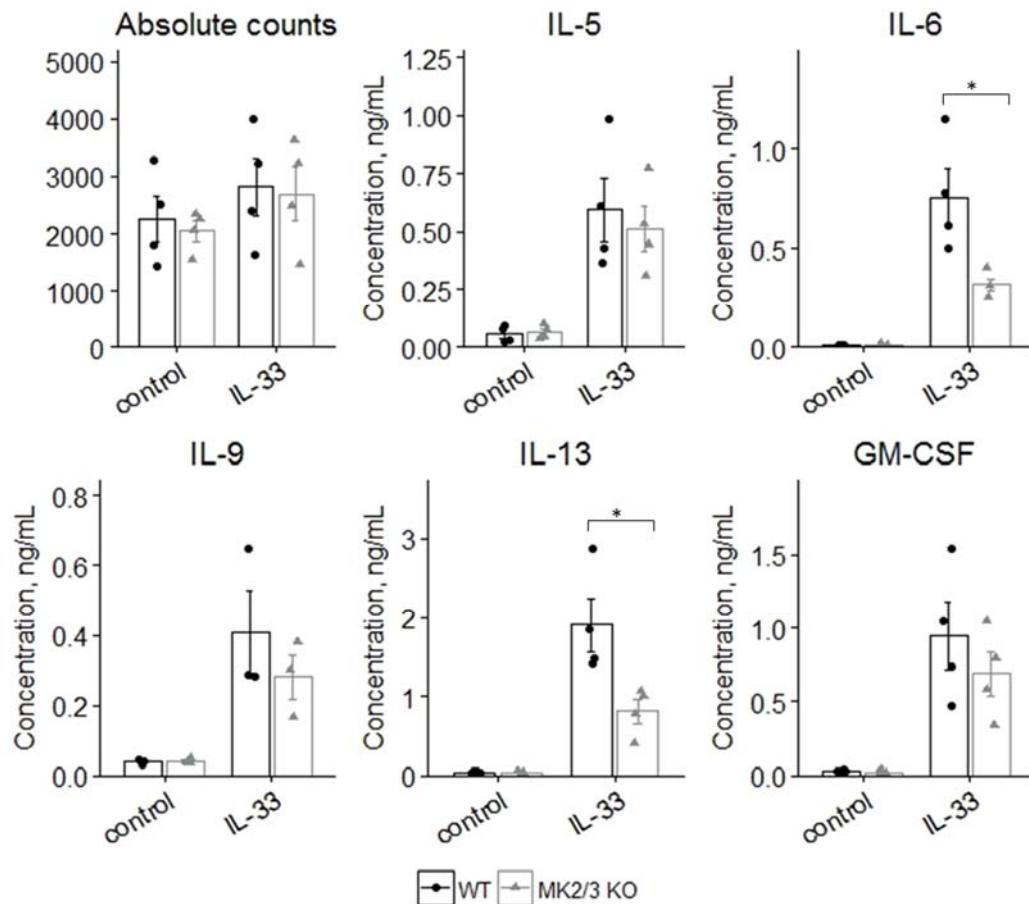 Absolute counts
5000
4000
3000
2000
1000
0
control
IL-33
IL-5
Concentration, ng/mL
1.25
1.00
0.75
0.50
0.25
0.00
control
IL-33
IL-6
Concentration, ng/mL
1.0
0.5
0.0
*
control
IL-33
IL-9
Concentration, ng/mL
0.8
0.6
0.4
0.2
0.0
control
IL-33
IL-13
Concentration, ng/mL
3
2
1
0
*
control
IL-33
GM-CSF
Concentration, ng/mL
1.5
1.0
0.5
0.0
control
IL-33
WT MK2/3 KO